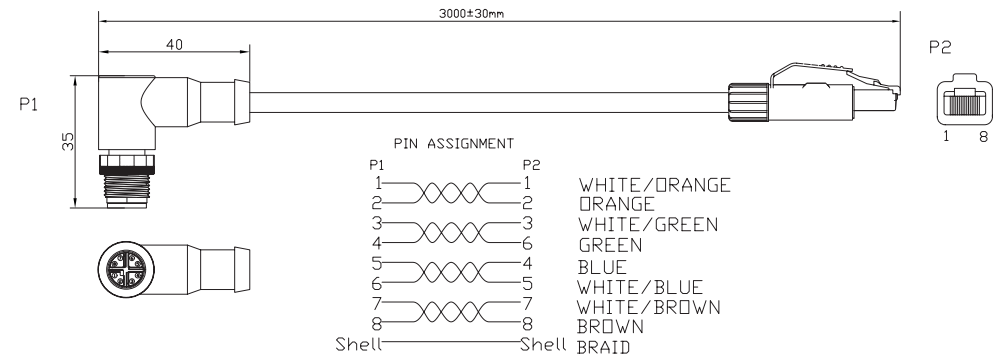 3000±30mm
40
P2
P1
35
1 8
PIN ASSIGNMENT
P1 P2
1 1 WHITE/ORANGE
2 2 ORANGE
3 3 WHITE/GREEN
4 6 GREEN
5 4 BLUE
6 5 WHITE/BLUE
7 7 WHITE/BROWN
8 8 BROWN
Shell Shell BRAID